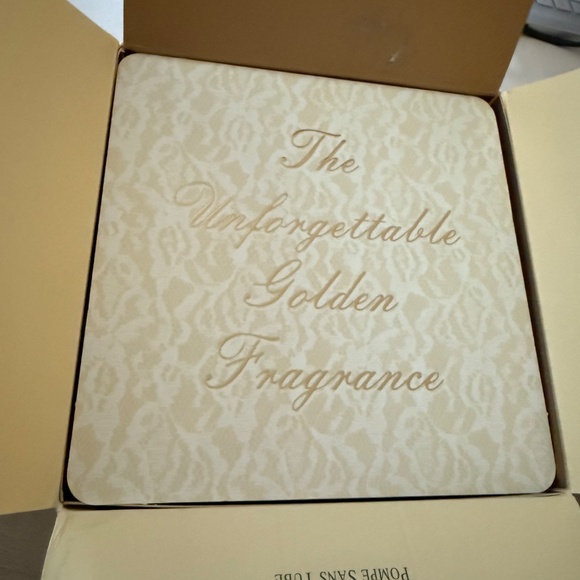 The
Unforgettable
Golden
Fragrance
POMPE SANS TUBE